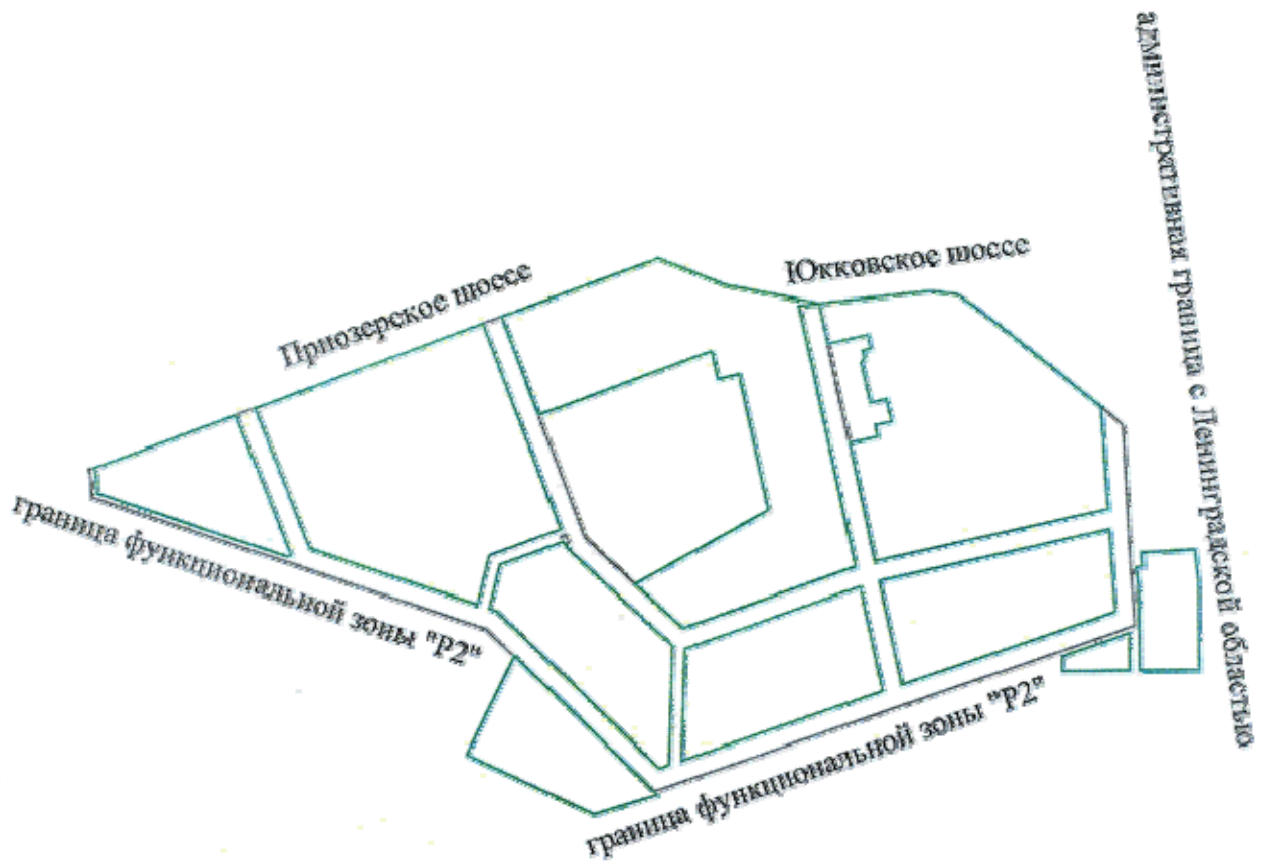 административная граница с Ленинградской областью
Юкковское шоссе
Приозерское шоссе
граница функциональной зоны "Р2"
граница функциональной зоны "Р2"